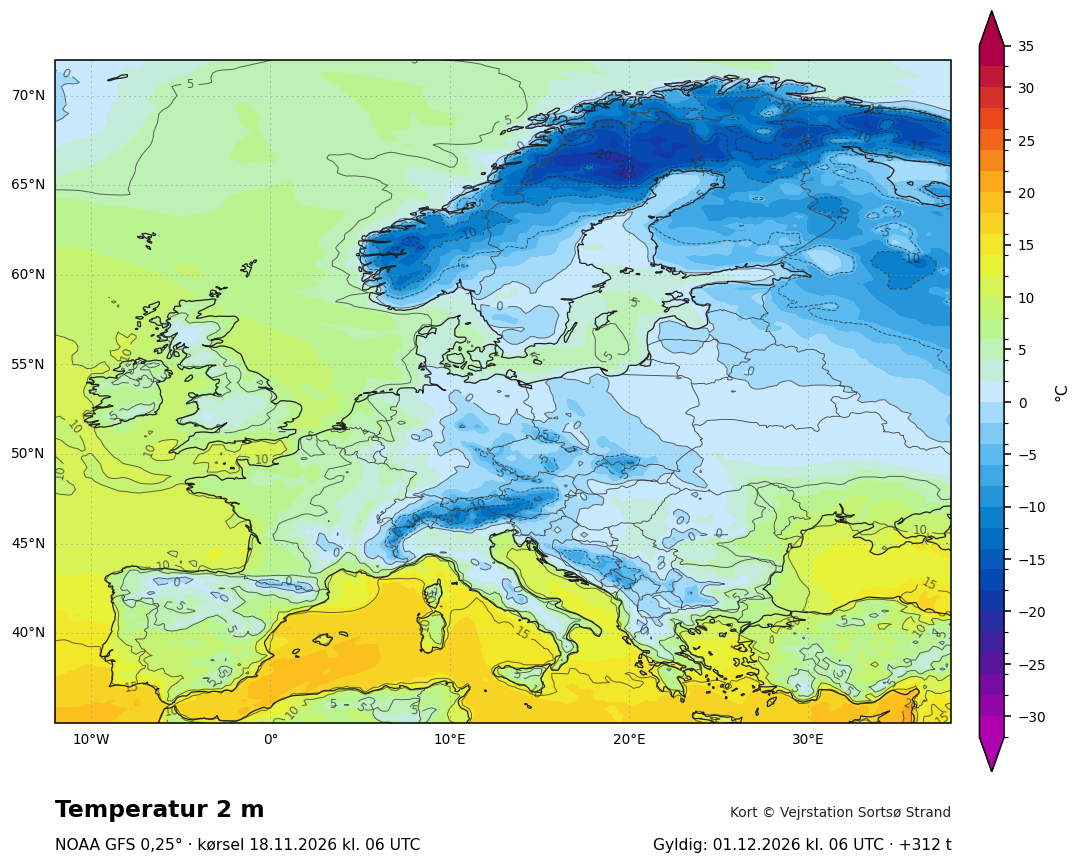 70°N
65°N
60°N
55°N
50°N
45°N
40°N
10°W 0° 10°E 20°E 30°E
35
30
25
20
15
10
5
0
−5
−10
−15
−20
−25
−30
°C
Temperatur 2 m
Kort © Vejrstation Sortsø Strand
NOAA GFS 0,25° · kørsel 18.11.2026 kl. 06 UTC
Gyldig: 01.12.2026 kl. 06 UTC · +312 t